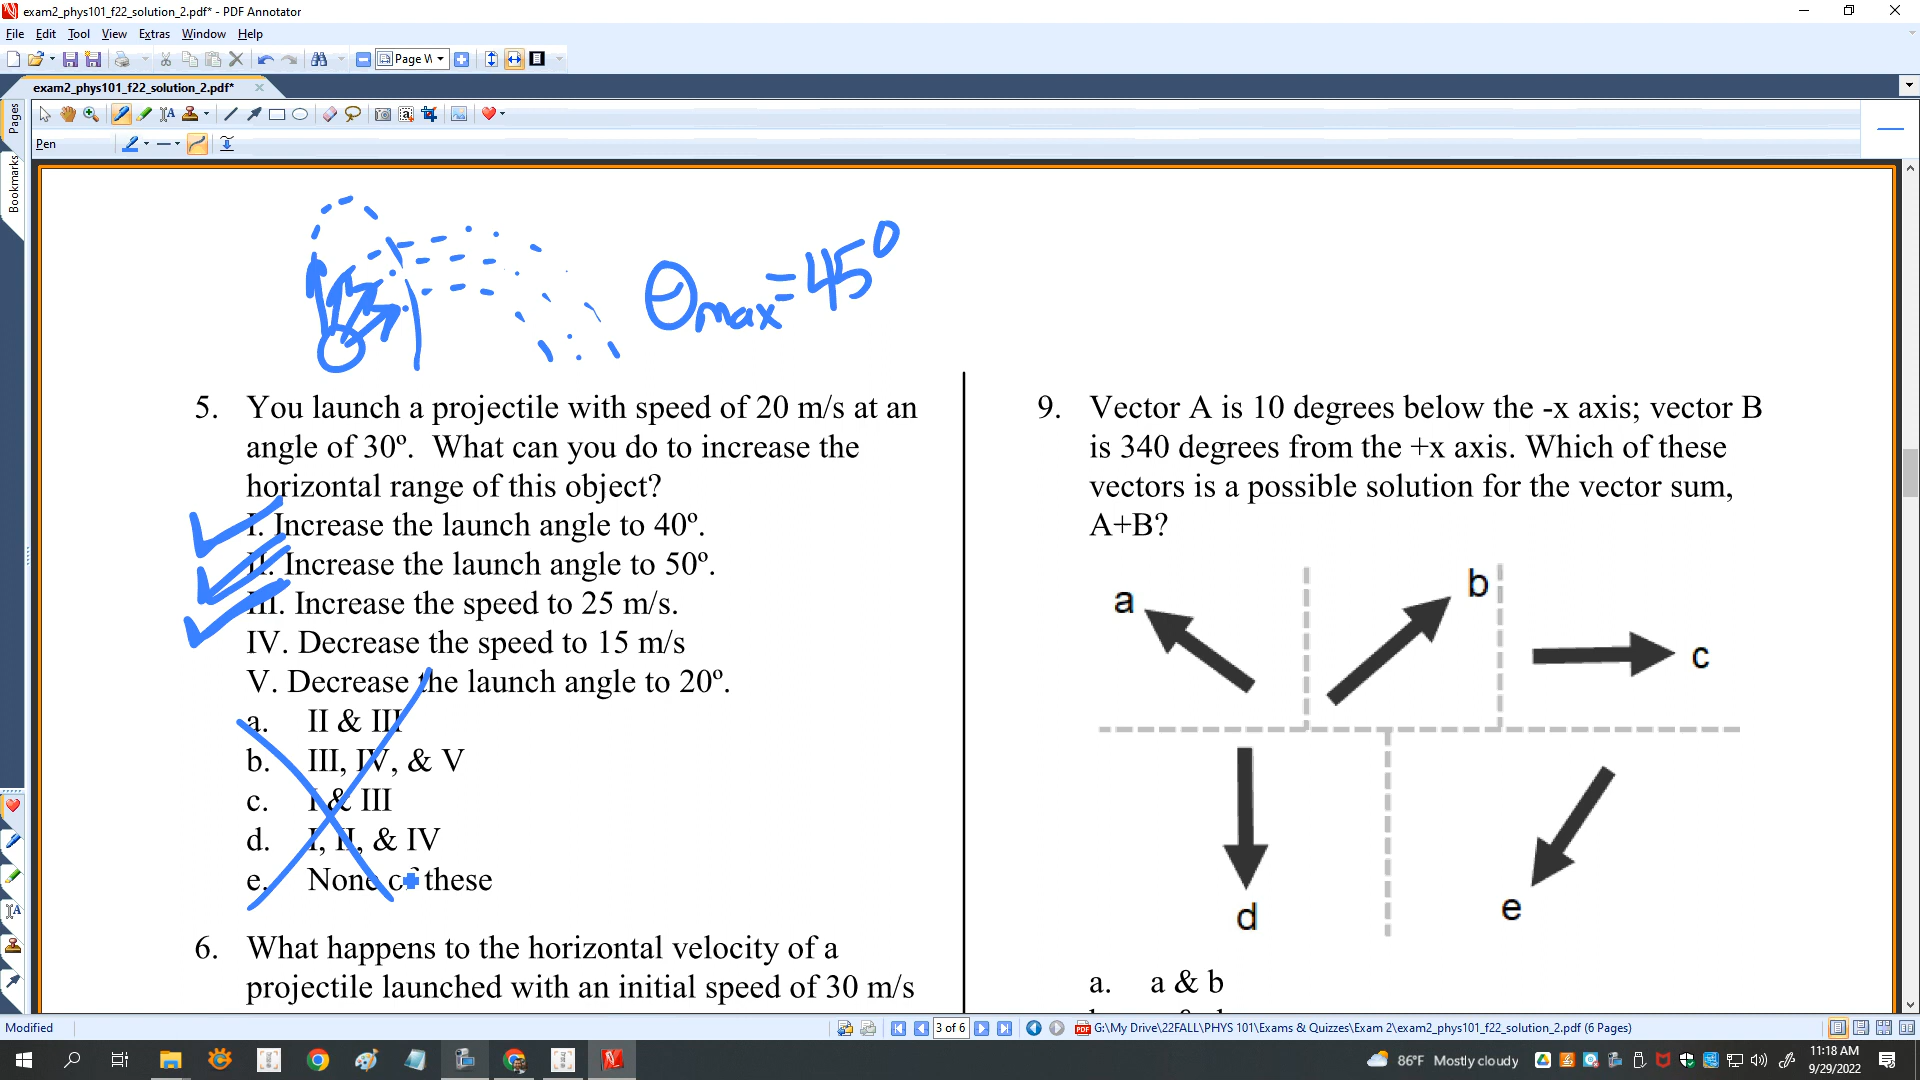 exam2_phys101_f22_solution_2.pdf* - PDF Annotator
File Edit Tool View Extras Window Help
Page W
exam2_phys101_f22_solution_2.pdf*
Pages
Bookmarks
Pen
θmax = 45⁰
5. You launch a projectile with speed of 20 m/s at an
angle of 30º. What can you do to increase the
horizontal range of this object?
I. Increase the launch angle to 40º.
II. Increase the launch angle to 50º.
III. Increase the speed to 25 m/s.
IV. Decrease the speed to 15 m/s
V. Decrease the launch angle to 20º.
a. II & III
b. III, IV, & V
c. I & III
d. I, II, & IV
e. None of these
6. What happens to the horizontal velocity of a
projectile launched with an initial speed of 30 m/s
9. Vector A is 10 degrees below the -x axis; vector B
is 340 degrees from the +x axis. Which of these
vectors is a possible solution for the vector sum,
A+B?
a
b
c
d
e
a. a & b
Modified
3 of 6
G:\My Drive\22FALL\PHYS 101\Exams & Quizzes\Exam 2\exam2_phys101_f22_solution_2.pdf (6 Pages)
86°F Mostly cloudy
11:18 AM
9/29/2022